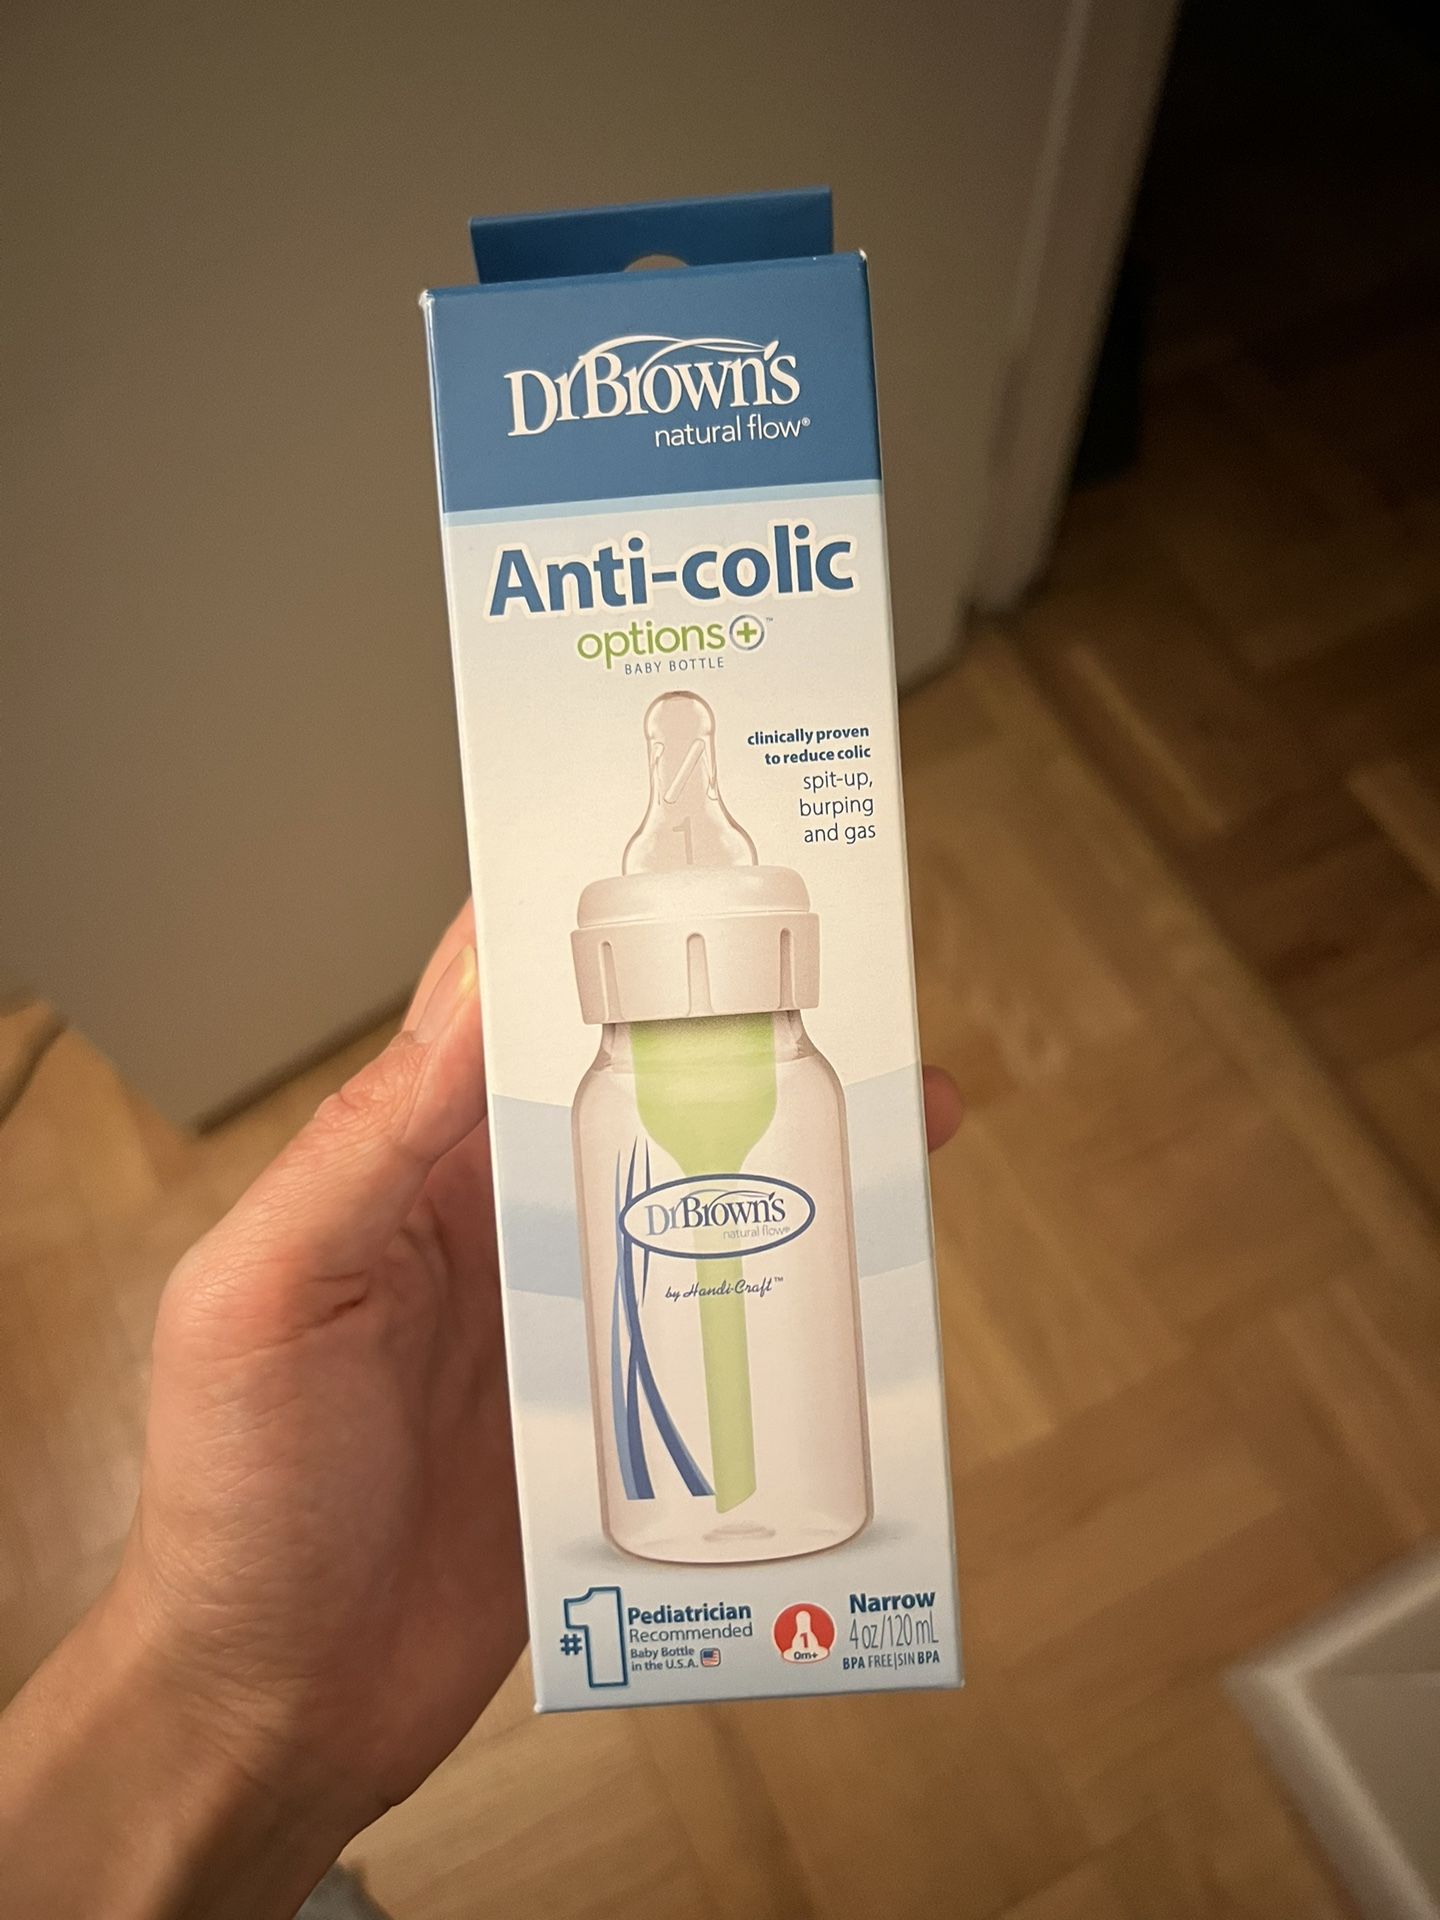 DrBrown's
natural flow®
Anti-colic
options+™
BABY BOTTLE
clinically proven
to reduce colic
spit-up,
burping
and gas
1
DrBrown's
natural flow®
by Handi-Craft™
#1 Pediatrician
Recommended
Baby Bottle
in the U.S.A.
1
0m+
Narrow
4 oz/120 mL
BPA FREE|SIN BPA